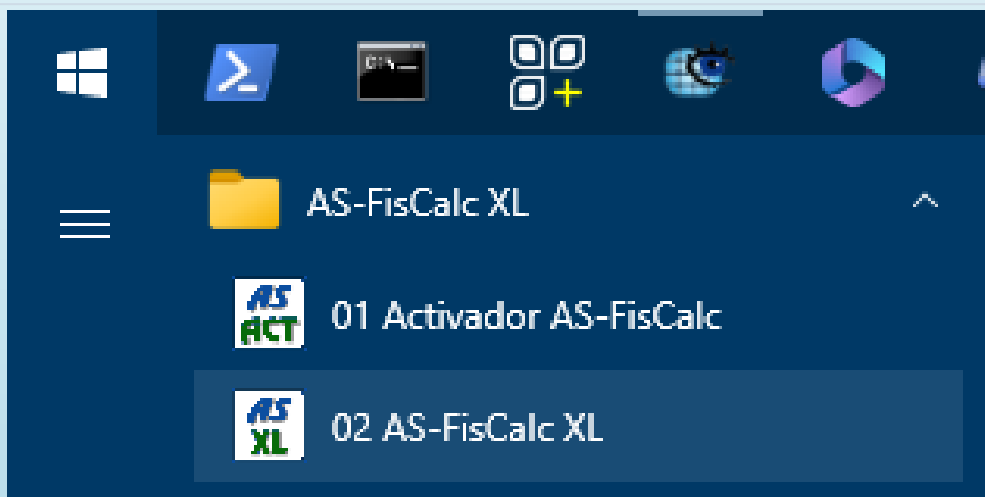 C:\_
AS-FisCalc XL
AS
ACT
01 Activador AS-FisCalc
AS
XL
02 AS-FisCalc XL